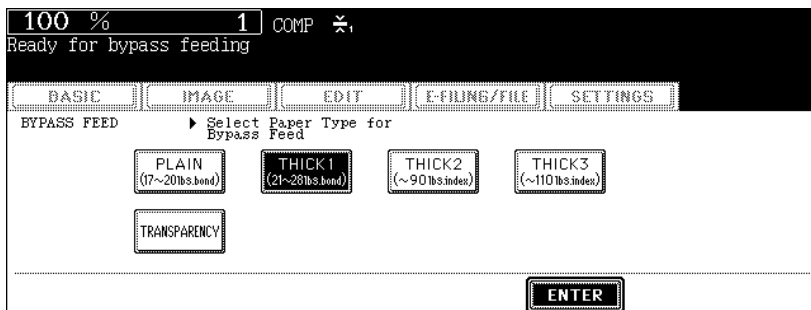 100 % 1 COMP
Ready for bypass feeding
BASIC IMAGE EDIT E-FILING/FILE SETTINGS
BYPASS FEED Select Paper Type for
Bypass Feed
PLAIN THICK1 THICK2 THICK3
(17~20lbs.bond) (21~28lbs.bond) (~90lbs.index) (~110lbs.index)
TRANSPARENCY
ENTER